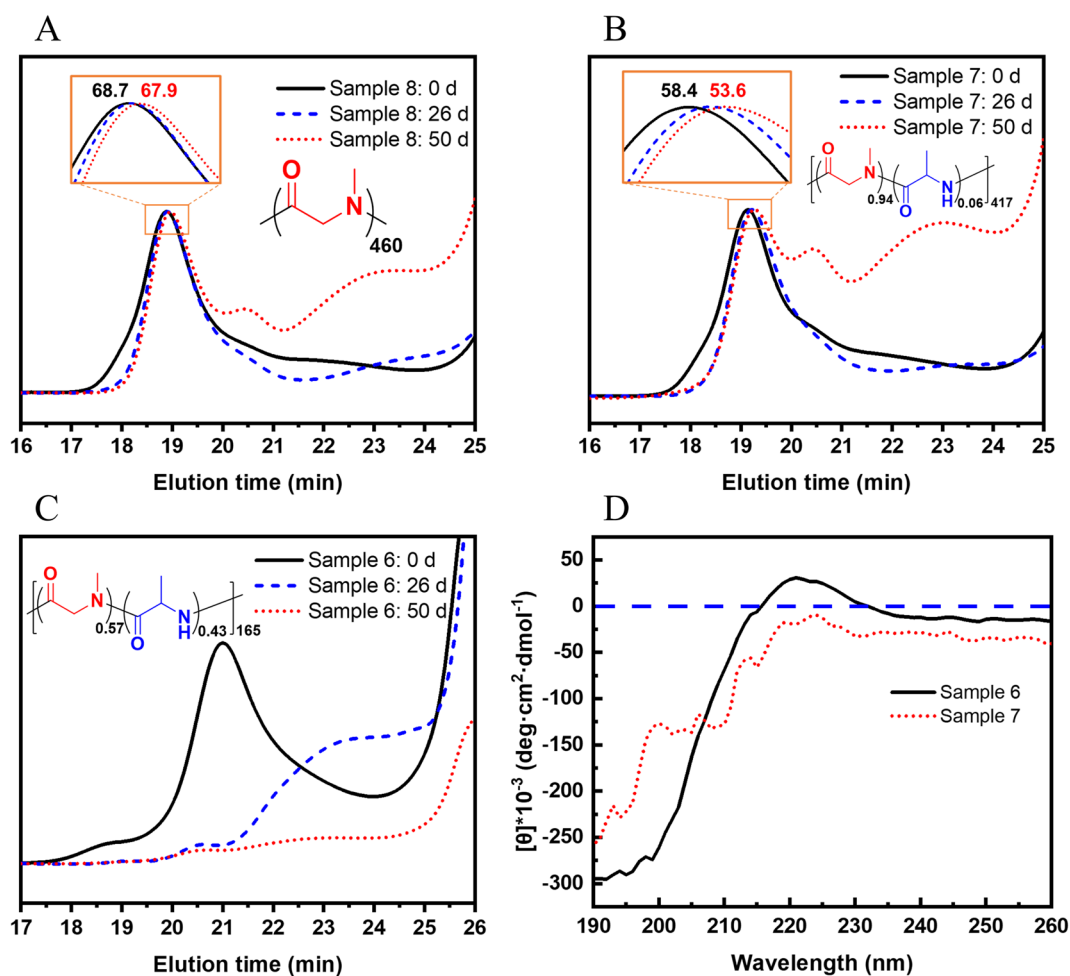 A
68.7 67.9
Sample 8: 0 d
Sample 8: 26 d
Sample 8: 50 d
O
N
460
16 17 18 19 20 21 22 23 24 25
Elution time (min)
B
58.4 53.6
Sample 7: 0 d
Sample 7: 26 d
Sample 7: 50 d
O
N
0.94
O
N
H
0.06
417
16 17 18 19 20 21 22 23 24 25
Elution time (min)
C
Sample 6: 0 d
Sample 6: 26 d
Sample 6: 50 d
O
N
0.57
O
N
H
0.43
165
17 18 19 20 21 22 23 24 25 26
Elution time (min)
D
[θ]*10-3 (deg·cm2·dmol-1)
50
0
-50
-100
-150
-200
-250
-300
Sample 6
Sample 7
190 200 210 220 230 240 250 260
Wavelength (nm)